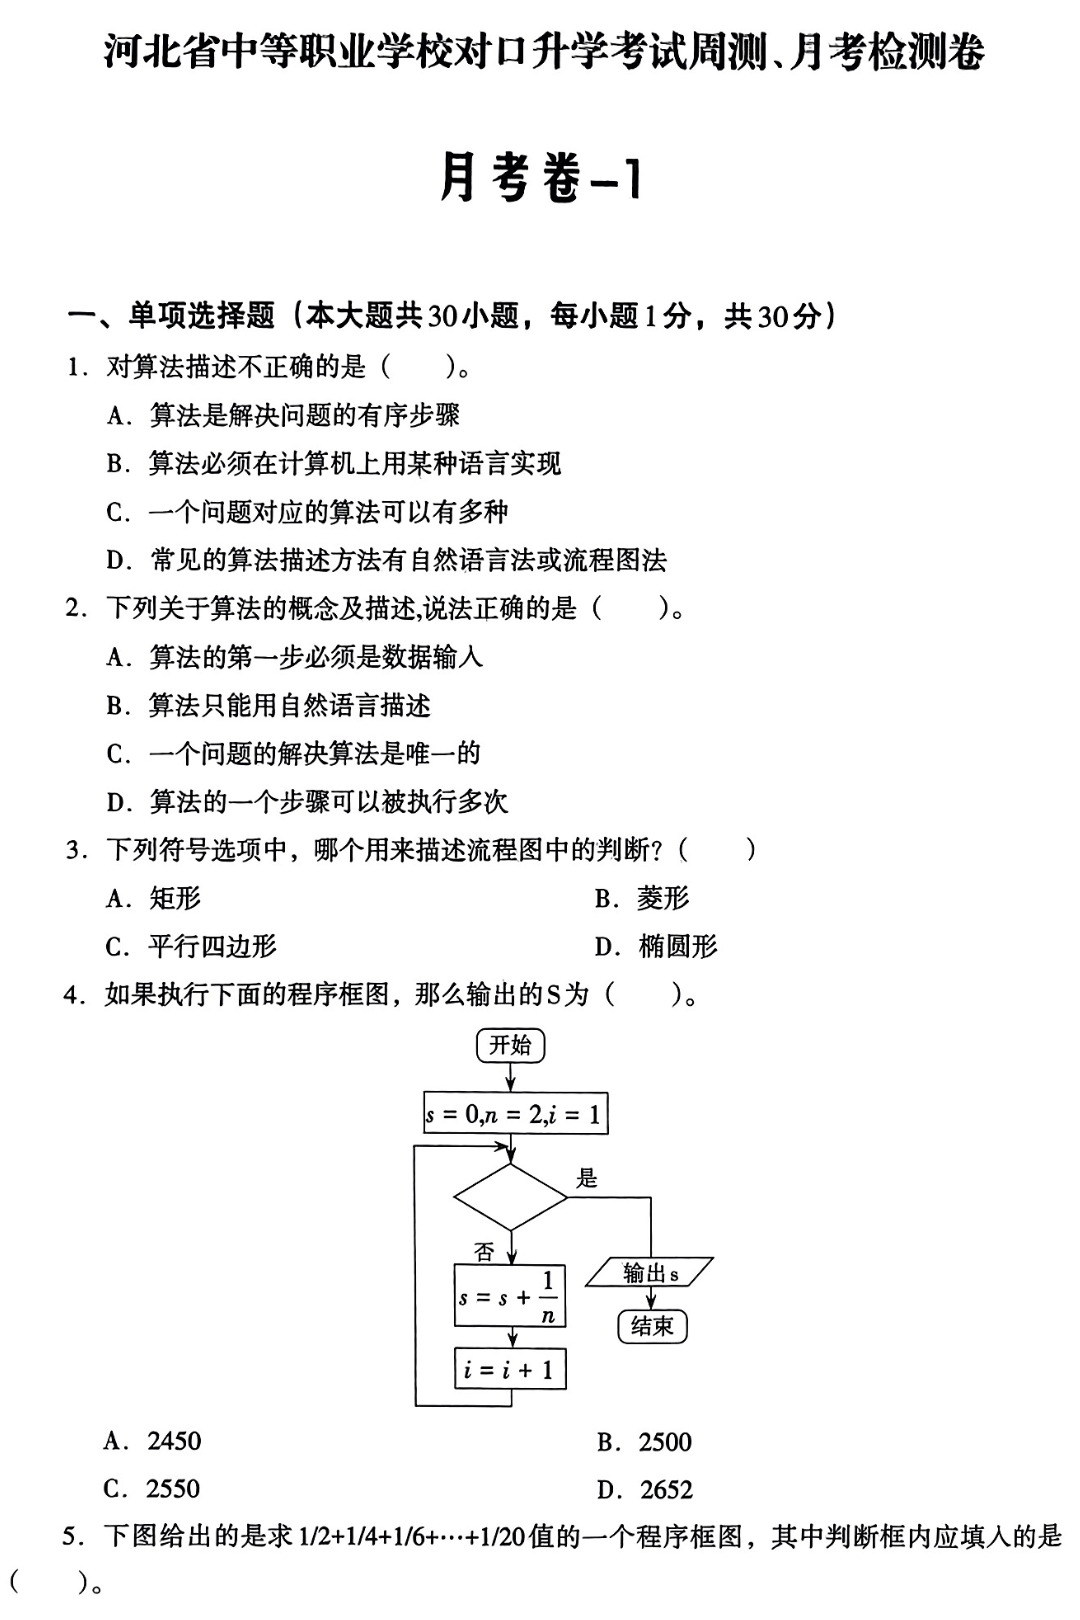 河北省中等职业学校对口升学考试周测、月考检测卷
月考卷–1
一、单项选择题（本大题共30小题，每小题1分，共30分）
1. 对算法描述不正确的是（　　）。
A. 算法是解决问题的有序步骤
B. 算法必须在计算机上用某种语言实现
C. 一个问题对应的算法可以有多种
D. 常见的算法描述方法有自然语言法或流程图法
2. 下列关于算法的概念及描述,说法正确的是（　　）。
A. 算法的第一步必须是数据输入
B. 算法只能用自然语言描述
C. 一个问题的解决算法是唯一的
D. 算法的一个步骤可以被执行多次
3. 下列符号选项中，哪个用来描述流程图中的判断?（　　）
A. 矩形　　B. 菱形
C. 平行四边形　　D. 椭圆形
4. 如果执行下面的程序框图，那么输出的S为（　　）。
开始
s = 0,n = 2,i = 1
是
否
s = s + 1/n
输出s
i = i + 1
结束
A. 2450　　B. 2500
C. 2550　　D. 2652
5. 下图给出的是求1/2+1/4+1/6+···+1/20值的一个程序框图，其中判断框内应填入的是
（　　）。